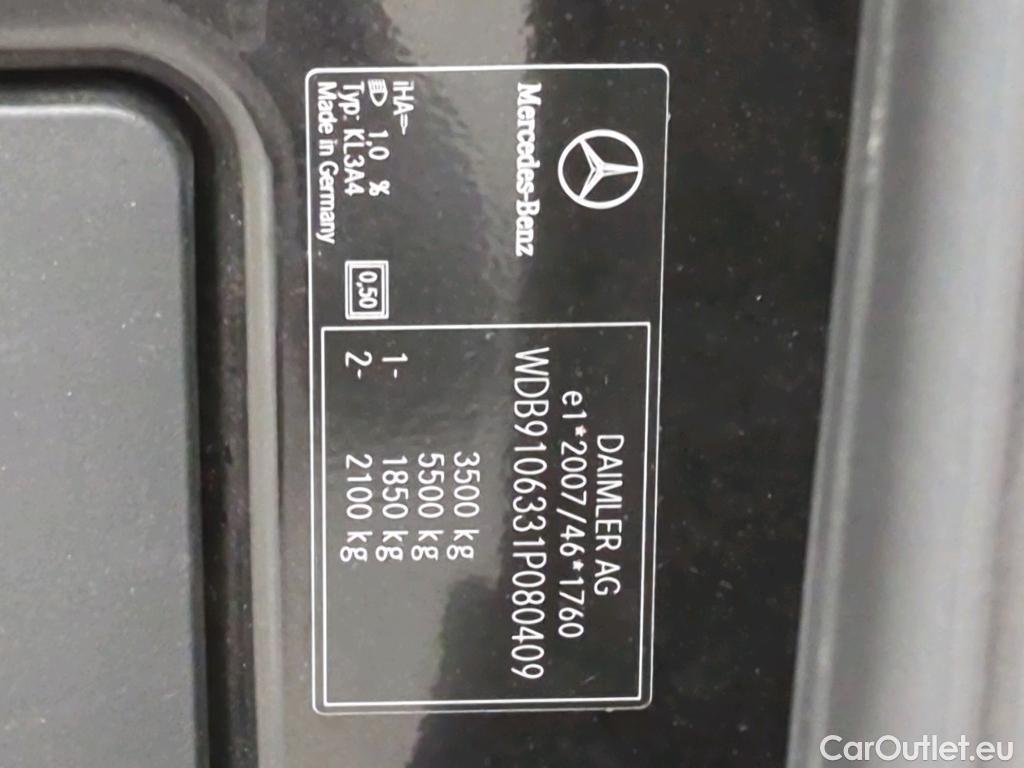 Mercedes-Benz
iHA=>
1,0 %
Typ: KL3A4
Made in Germany
0,50
DAIMLER AG
e1*2007/46*1760
WDB9106331P080409
3500 kg
5500 kg
1- 1850 kg
2- 2100 kg
CarOutlet.eu